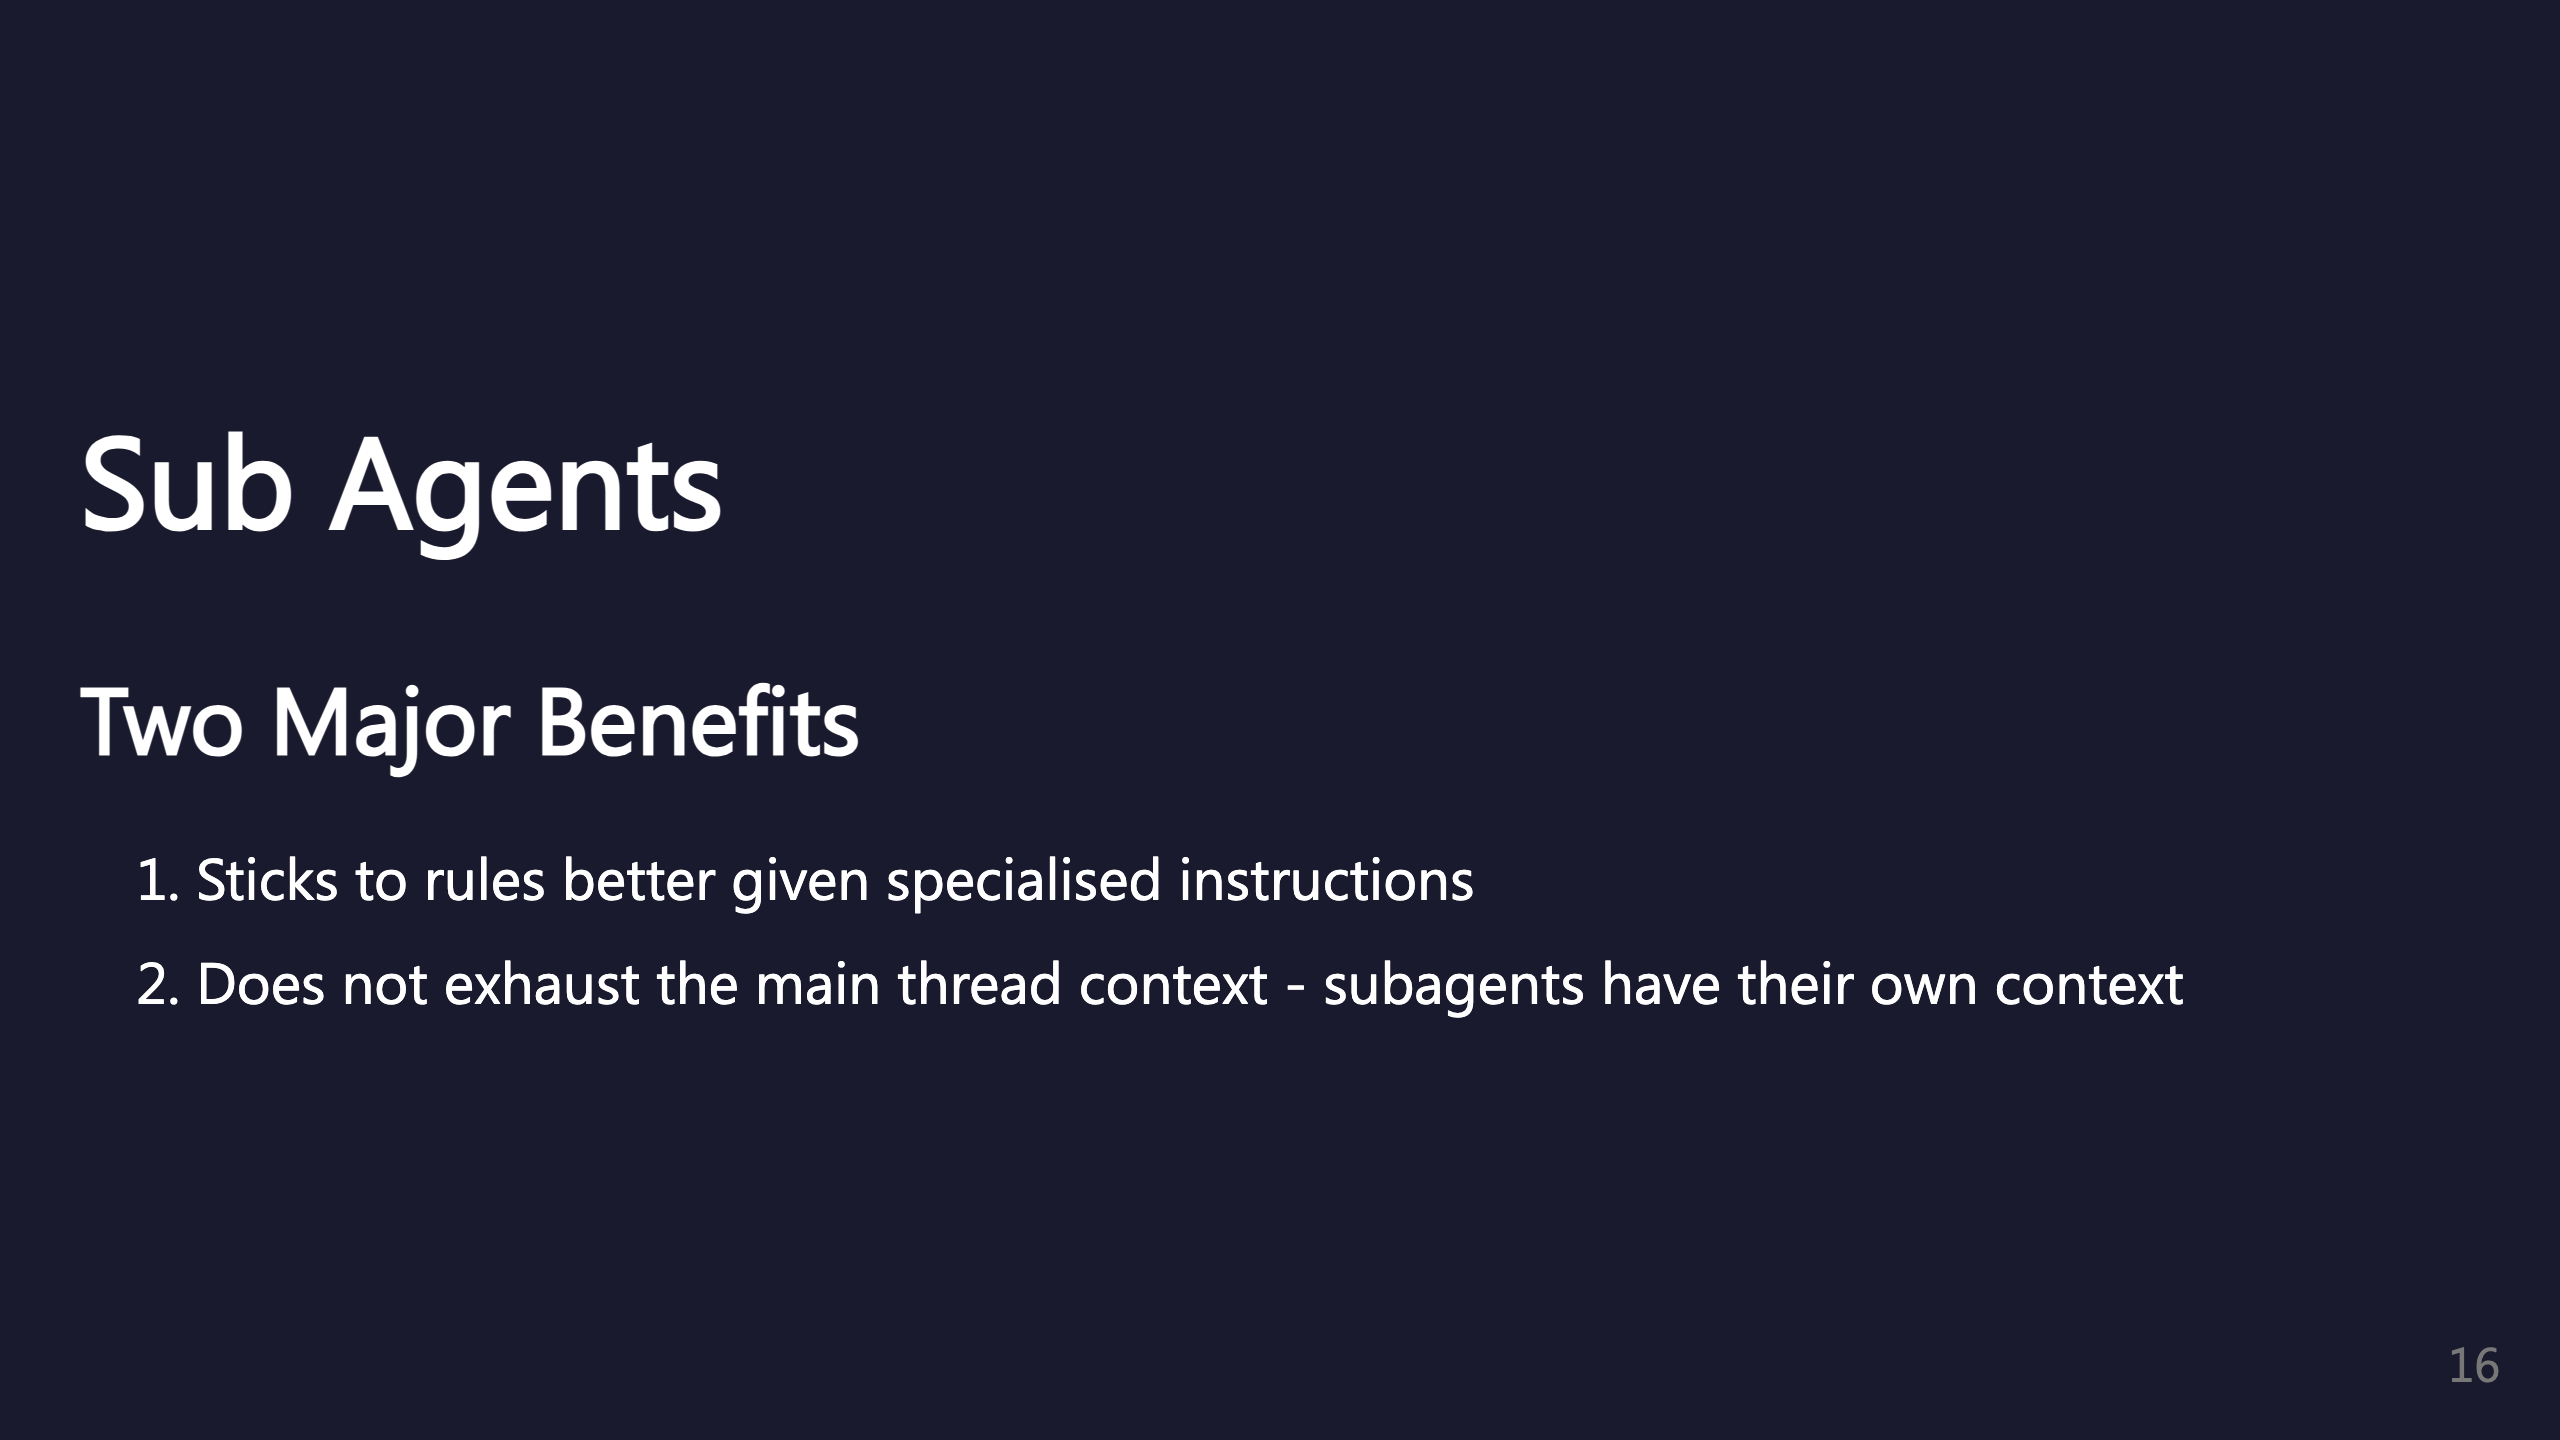 Sub Agents
Two Major Benefits
1. Sticks to rules better given specialised instructions
2. Does not exhaust the main thread context - subagents have their own context
16